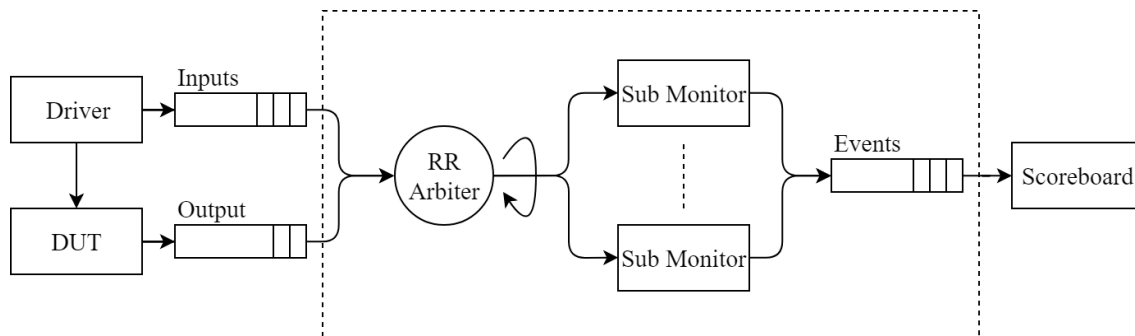 Inputs
Driver
Sub Monitor
RR
Arbiter
Events
Scoreboard
Output
DUT
Sub Monitor